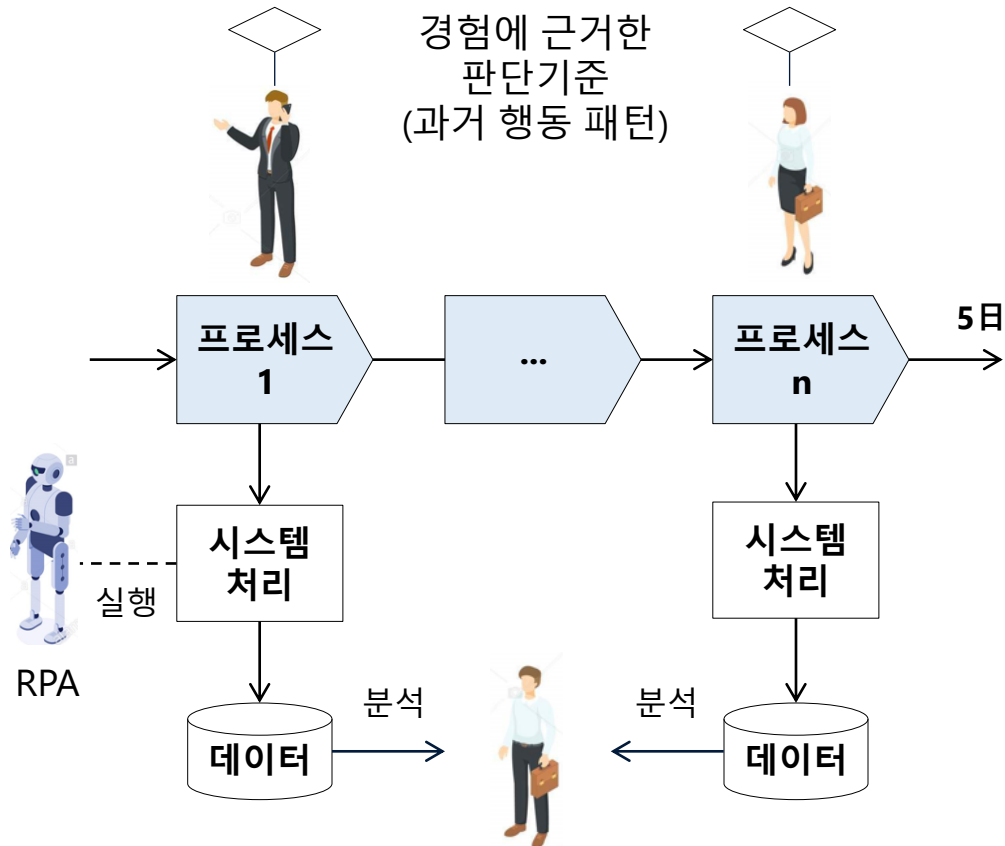 경험에 근거한
판단기준
(과거 행동 패턴)
프로세스
1
...
프로세스
n
5日
시스템
처리
시스템
처리
실행
RPA
분석
분석
데이터
데이터